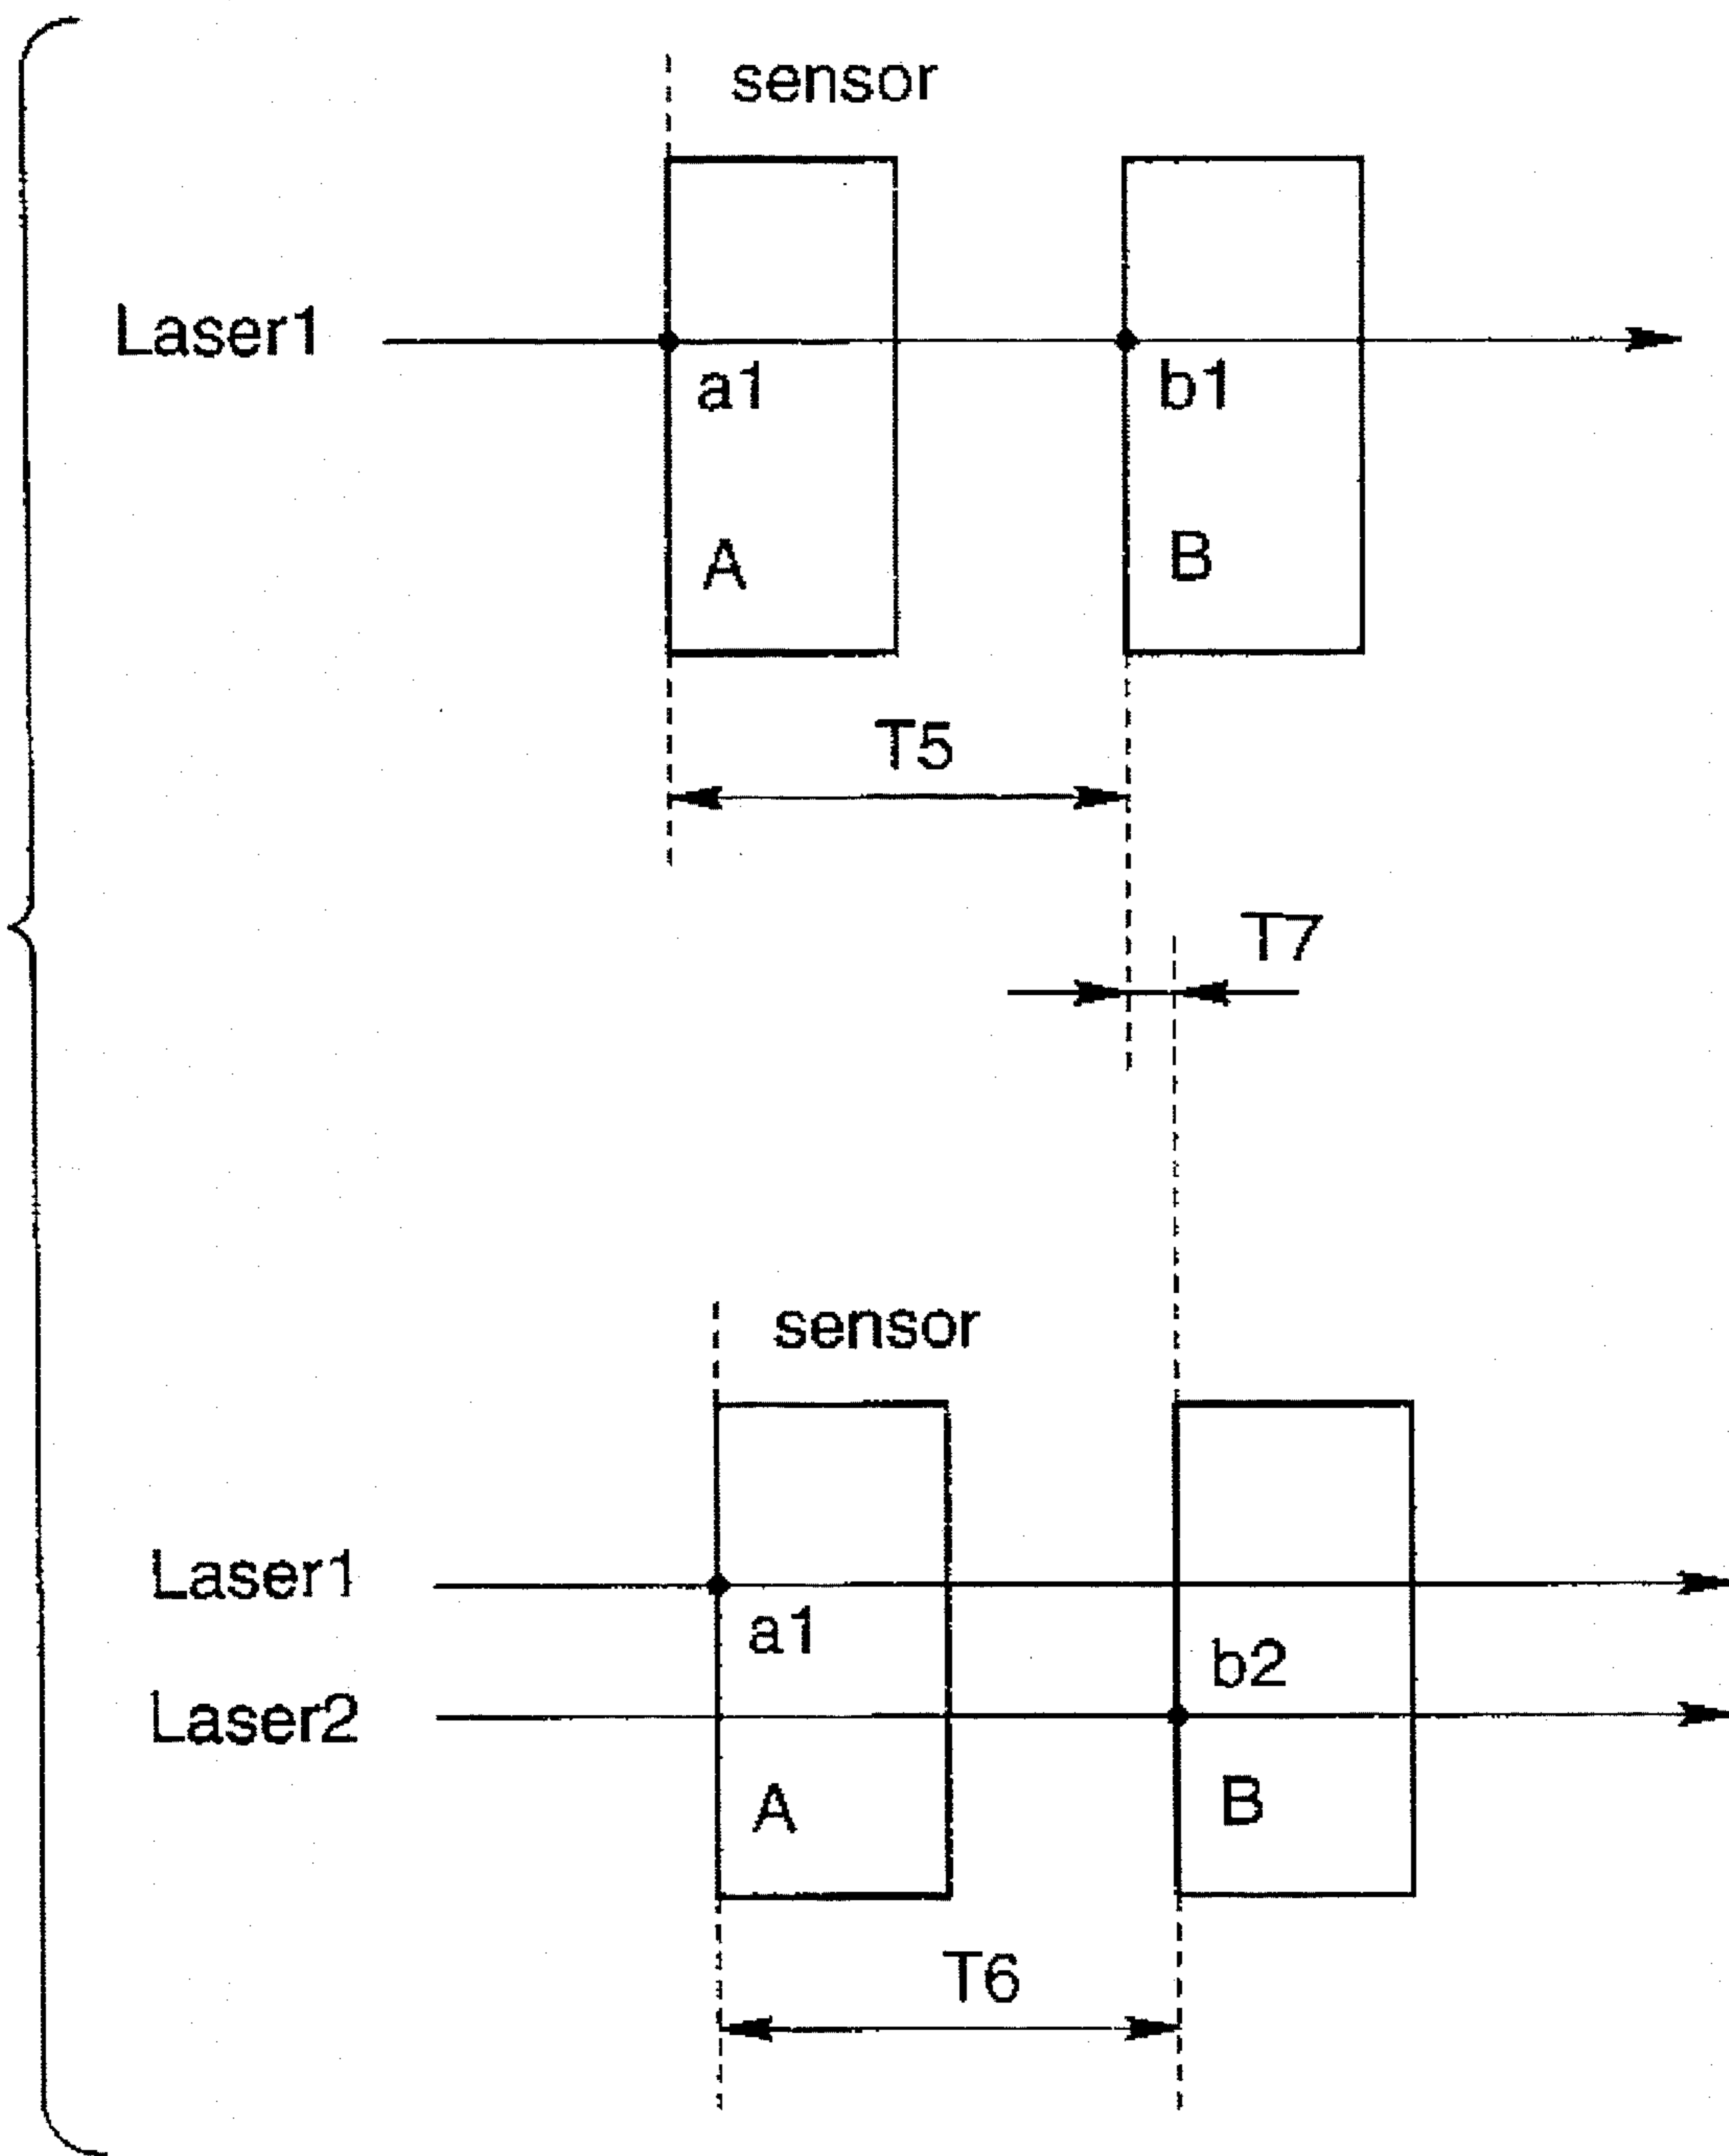 sensor
Laser1
a1
b1
A
B
T5
T7
sensor
Laser1
a1
b2
Laser2
A
B
T6